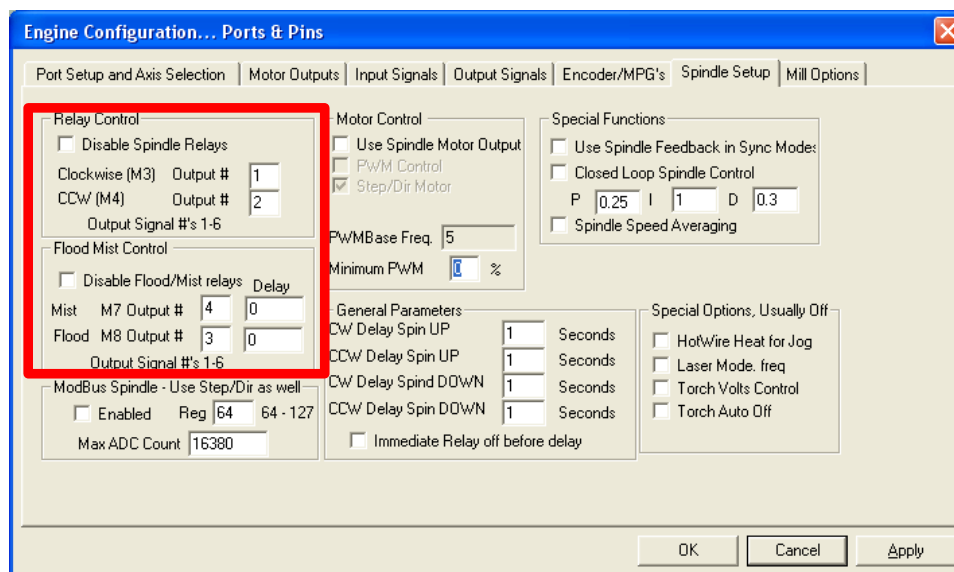 Engine Configuration... Ports & Pins
Port Setup and Axis Selection
Motor Outputs
Input Signals
Output Signals
Encoder/MPG's
Spindle Setup
Mill Options
Relay Control
Disable Spindle Relays
Clockwise (M3) Output # 1
CCW (M4) Output # 2
Output Signal #'s 1-6
Flood Mist Control
Disable Flood/Mist relays Delay
Mist M7 Output # 4 0
Flood M8 Output # 3 0
Output Signal #'s 1-6
ModBus Spindle - Use Step/Dir as well
Enabled Reg 64 64 - 127
Max ADC Count 16380
Motor Control
Use Spindle Motor Output
PWM Control
Step/Dir Motor
PWMBase Freq. 5
Minimum PWM 0 %
General Parameters
CW Delay Spin UP 1 Seconds
CCW Delay Spin UP 1 Seconds
CW Delay Spind DOWN 1 Seconds
CCW Delay Spin DOWN 1 Seconds
Immediate Relay off before delay
Special Functions
Use Spindle Feedback in Sync Modes
Closed Loop Spindle Control
P 0.25 I 1 D 0.3
Spindle Speed Averaging
Special Options, Usually Off
HotWire Heat for Jog
Laser Mode. freq
Torch Volts Control
Torch Auto Off
OK
Cancel
Apply